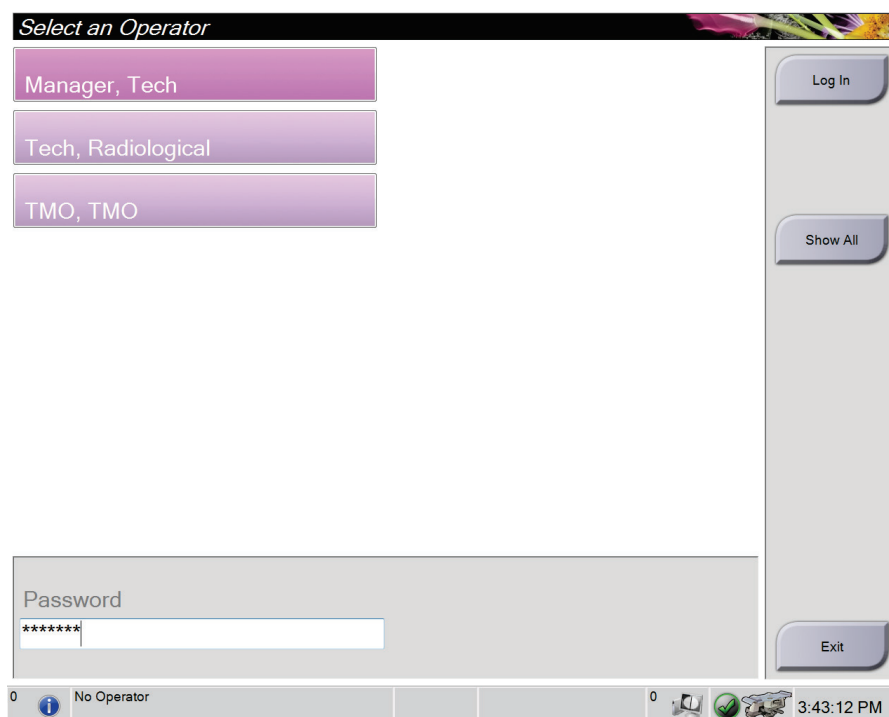 Select an Operator
Manager, Tech
Log In
Tech, Radiological
TMO, TMO
Show All
Password
*******
Exit
0
No Operator
0
3:43:12 PM